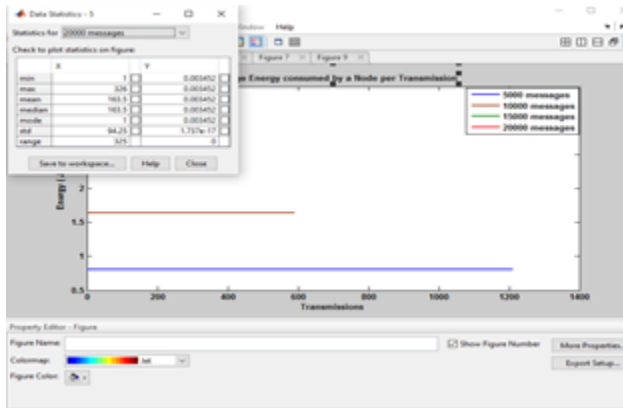 Data Statistics - 5
Statistics for 20000 messages
Check to plot statistics on figure:
X Y
min 1 0.003452
max 326 0.003452
mean 163.5 0.003452
median 163.5 0.003452
mode 1 0.003452
std 94.25 1.737e-17
range 325 0
Save to workspace... Help Close
Window Help
Figure 7 Figure 9
Energy consumed by a Node per Transmission
5000 messages
10000 messages
15000 messages
20000 messages
Energy
2
1.5
1
0.5
0 200 400 600 800 1000 1200 1400
Transmissions
Property Editor - Figure
Figure Name: Show Figure Number More Properties...
Colormap: Jet Export Setup...
Figure Color: